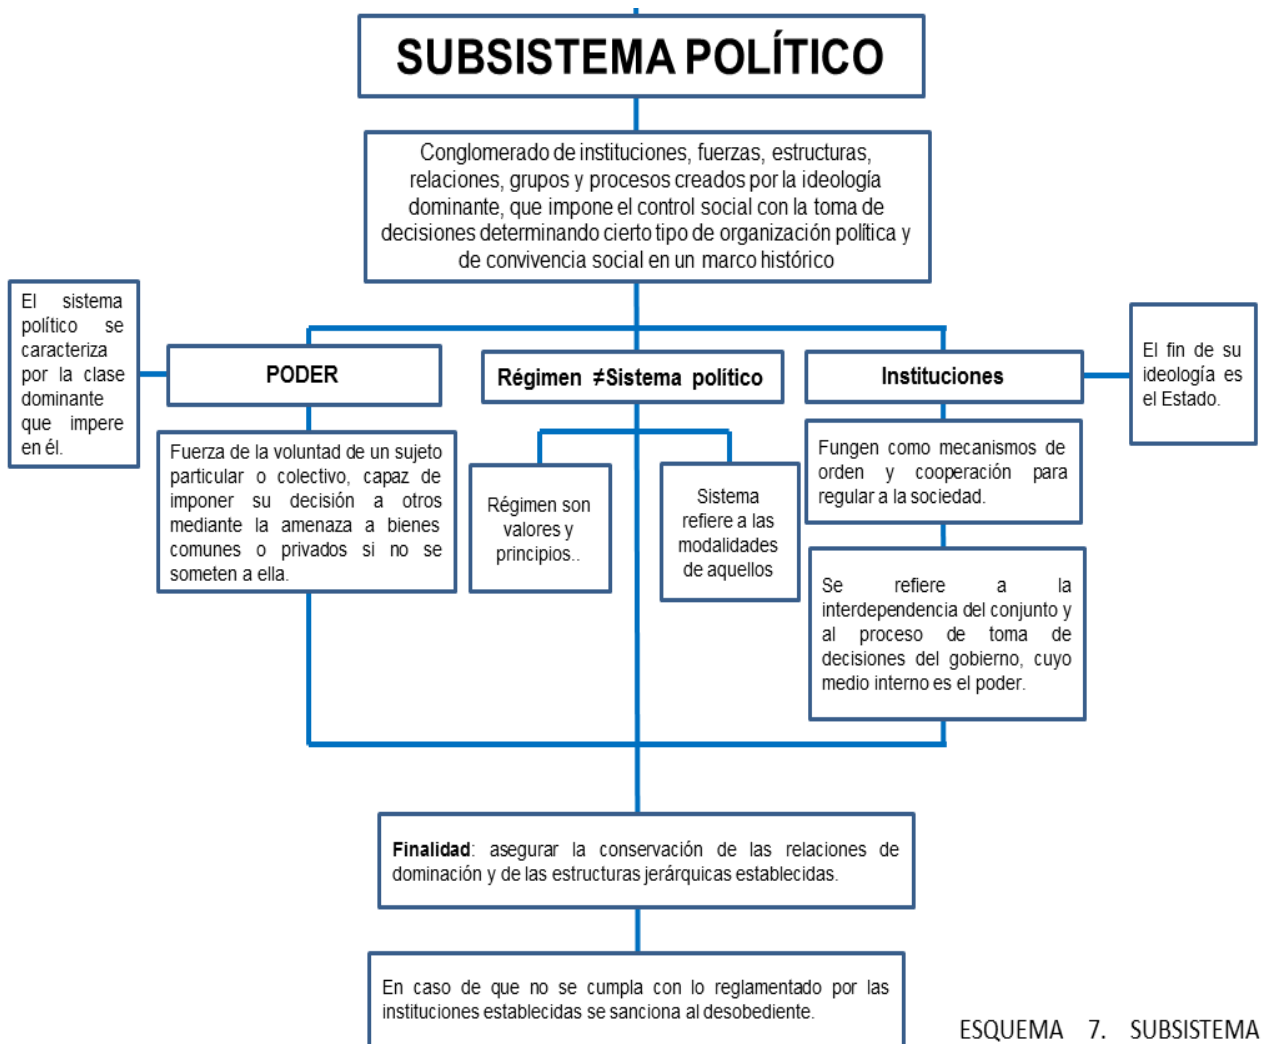 SUBSISTEMA POLÍTICO
Conglomerado de instituciones, fuerzas, estructuras,
relaciones, grupos y procesos creados por la ideología
dominante, que impone el control social con la toma de
decisiones determinando cierto tipo de organización política y
de convivencia social en un marco histórico
El sistema
político se
caracteriza
por la clase
dominante
que impere
en él.
PODER
Fuerza de la voluntad de un sujeto
particular o colectivo, capaz de
imponer su decisión a otros
mediante la amenaza a bienes
comunes o privados si no se
someten a ella.
Régimen ≠Sistema político
Régimen son
valores y
principios..
Sistema
refiere a las
modalidades
de aquellos
Instituciones
Fungen como mecanismos de
orden y cooperación para
regular a la sociedad.
Se refiere a la
interdependencia del conjunto y
al proceso de toma de
decisiones del gobierno, cuyo
medio interno es el poder.
El fin de su
ideología es
el Estado.
Finalidad: asegurar la conservación de las relaciones de
dominación y de las estructuras jerárquicas establecidas.
En caso de que no se cumpla con lo reglamentado por las
instituciones establecidas se sanciona al desobediente.
ESQUEMA 7. SUBSISTEMA